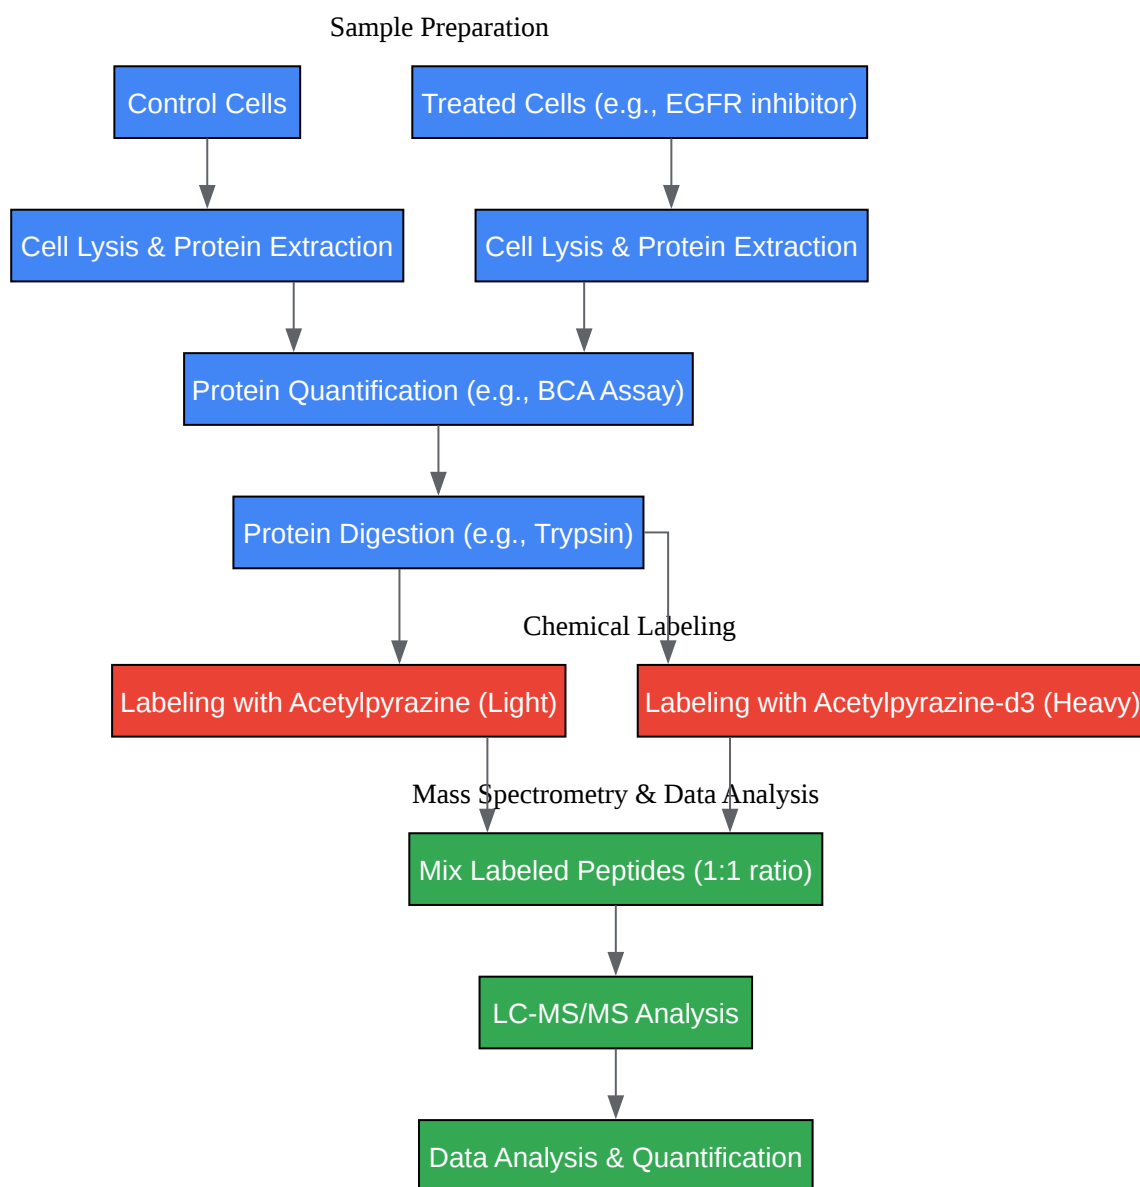 Sample Preparation
Control Cells
Treated Cells (e.g., EGFR inhibitor)
Cell Lysis & Protein Extraction
Cell Lysis & Protein Extraction
Protein Quantification (e.g., BCA Assay)
Protein Digestion (e.g., Trypsin)
Chemical Labeling
Labeling with Acetylpyrazine (Light)
Labeling with Acetylpyrazine-d3 (Heavy)
Mass Spectrometry & Data Analysis
Mix Labeled Peptides (1:1 ratio)
LC-MS/MS Analysis
Data Analysis & Quantification